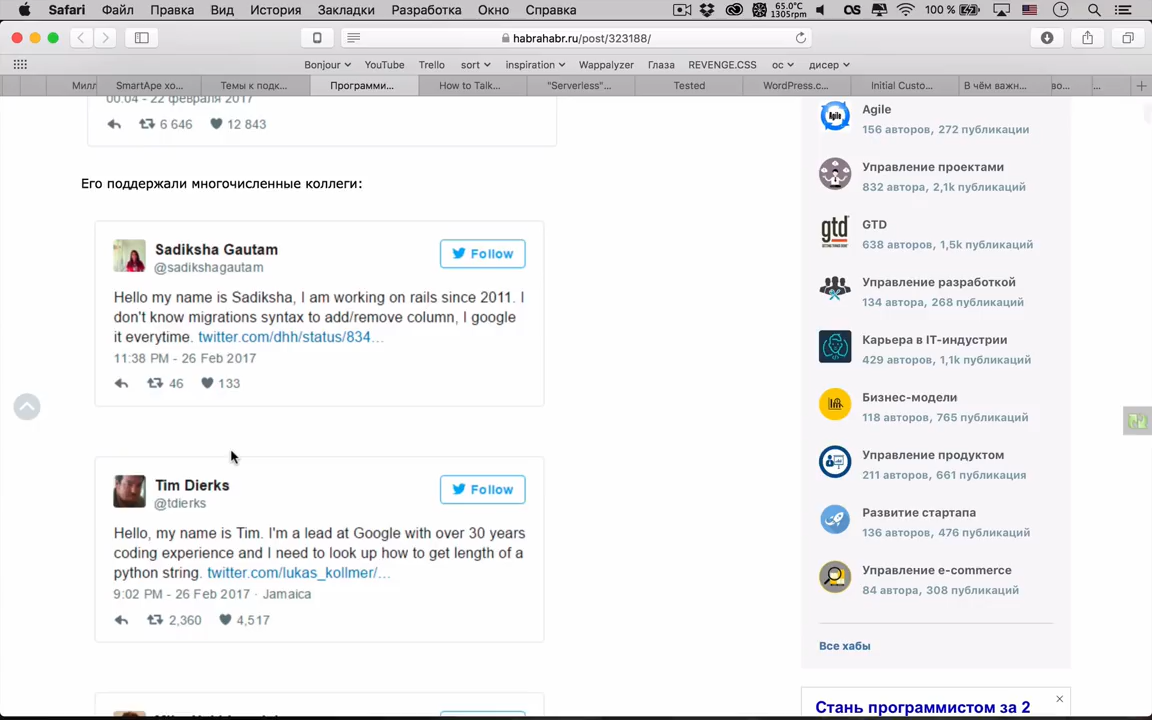 Safari Файл Правка Вид История Закладки Разработка Окно Справка 65.0°C 1305rpm 100 %
habrahabr.ru/post/323188/
Bonjour YouTube Trello sort inspiration Wappalyzer Глаза REVENGE.CSS ос дисер
Милл SmartApe хо... Темы к подк... Программи... How to Talk... "Serverless"... Tested WordPress.c... Initial Custo... В чём важн... во... ...
00:04 - 22 февраля 2017
6 646 12 843
Его поддержали многочисленные коллеги:
Sadiksha Gautam
@sadikshagautam
Follow
Hello my name is Sadiksha, I am working on rails since 2011. I
don't know migrations syntax to add/remove column, I google
it everytime. twitter.com/dhh/status/834...
11:38 PM - 26 Feb 2017
46 133
Tim Dierks
@tdierks
Follow
Hello, my name is Tim. I'm a lead at Google with over 30 years
coding experience and I need to look up how to get length of a
python string. twitter.com/lukas_kollmer/...
9:02 PM - 26 Feb 2017 · Jamaica
2,360 4,517
Agile
156 авторов, 272 публикации
Управление проектами
832 автора, 2,1k публикаций
gtd
GTD
638 авторов, 1,5k публикаций
Управление разработкой
134 автора, 268 публикаций
Карьера в IT-индустрии
429 авторов, 1,1k публикаций
Бизнес-модели
118 авторов, 765 публикаций
Управление продуктом
211 авторов, 661 публикация
Развитие стартапа
136 авторов, 476 публикаций
Управление e-commerce
84 автора, 308 публикаций
Все хабы
Стань программистом за 2